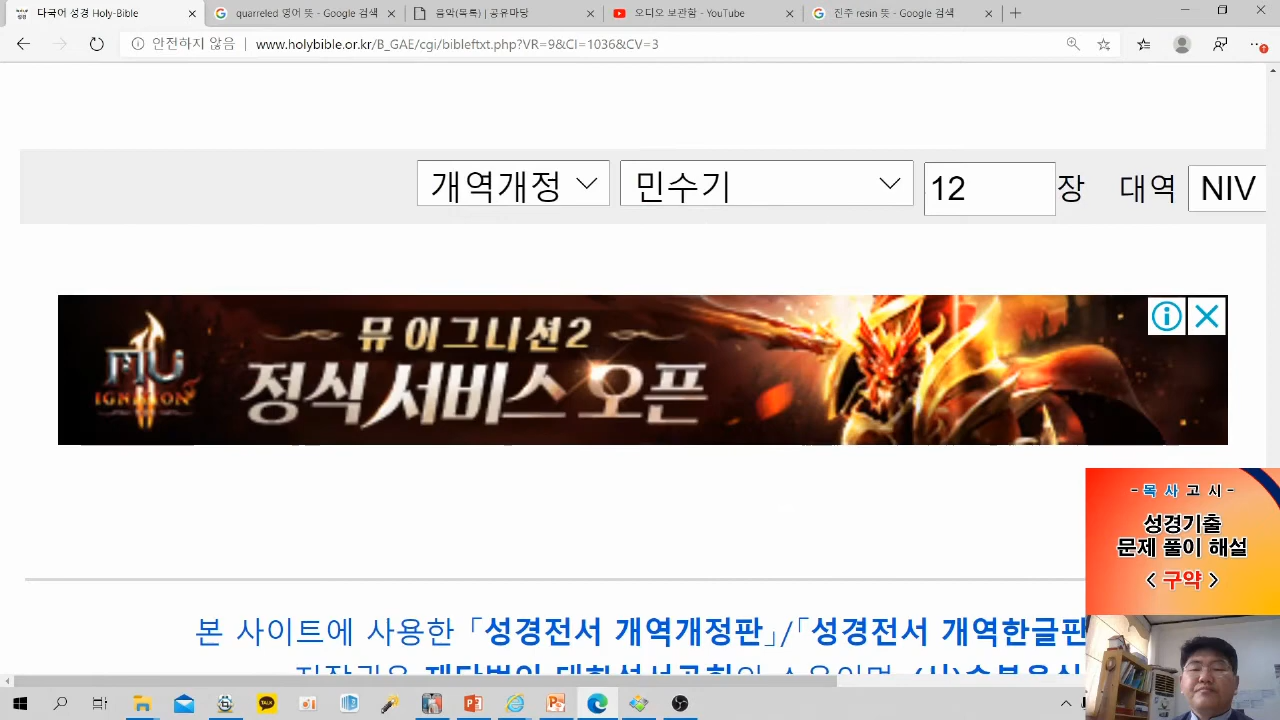 다국어 성경 Holy-Bible
quarreled 영어 뜻 - Google 검색
음악(목록) | 공유마당
오디오 보관함 - YouTube
진주 resin 뜻 - Google 검색
안전하지 않음 | www.holybible.or.kr/B_GAE/cgi/bibleftxt.php?VR=9&CI=1036&CV=3
개역개정 민수기 12 장 대역 NIV
MU IGNITION
뮤 이그니션2
정식 서비스 오픈
- 목 사 고 시 -
성경기출
문제 풀이 해설
< 구약 >
본 사이트에 사용한 「성경전서 개역개정판」/「성경전서 개역한글판